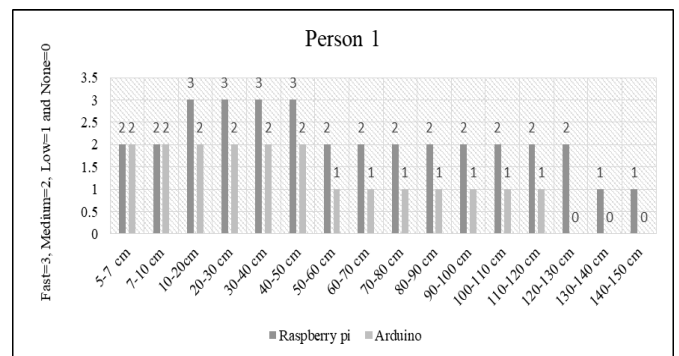 Person 1
Fast=3, Medium=2, Low=1 and None=0
3.5
3
2.5
2
1.5
1
0.5
0
2 2 2 2 3 2 3 2 3 2 3 2 2 1 2 1 2 1 2 1 2 1 2 1 2 1 2 0 1 0 1 0
5-7 cm
7-10 cm
10-20cm
20-30 cm
30-40 cm
40-50 cm
50-60 cm
60-70 cm
70-80 cm
80-90 cm
90-100 cm
100-110 cm
110-120 cm
120-130 cm
130-140 cm
140-150 cm
Raspberry pi Arduino